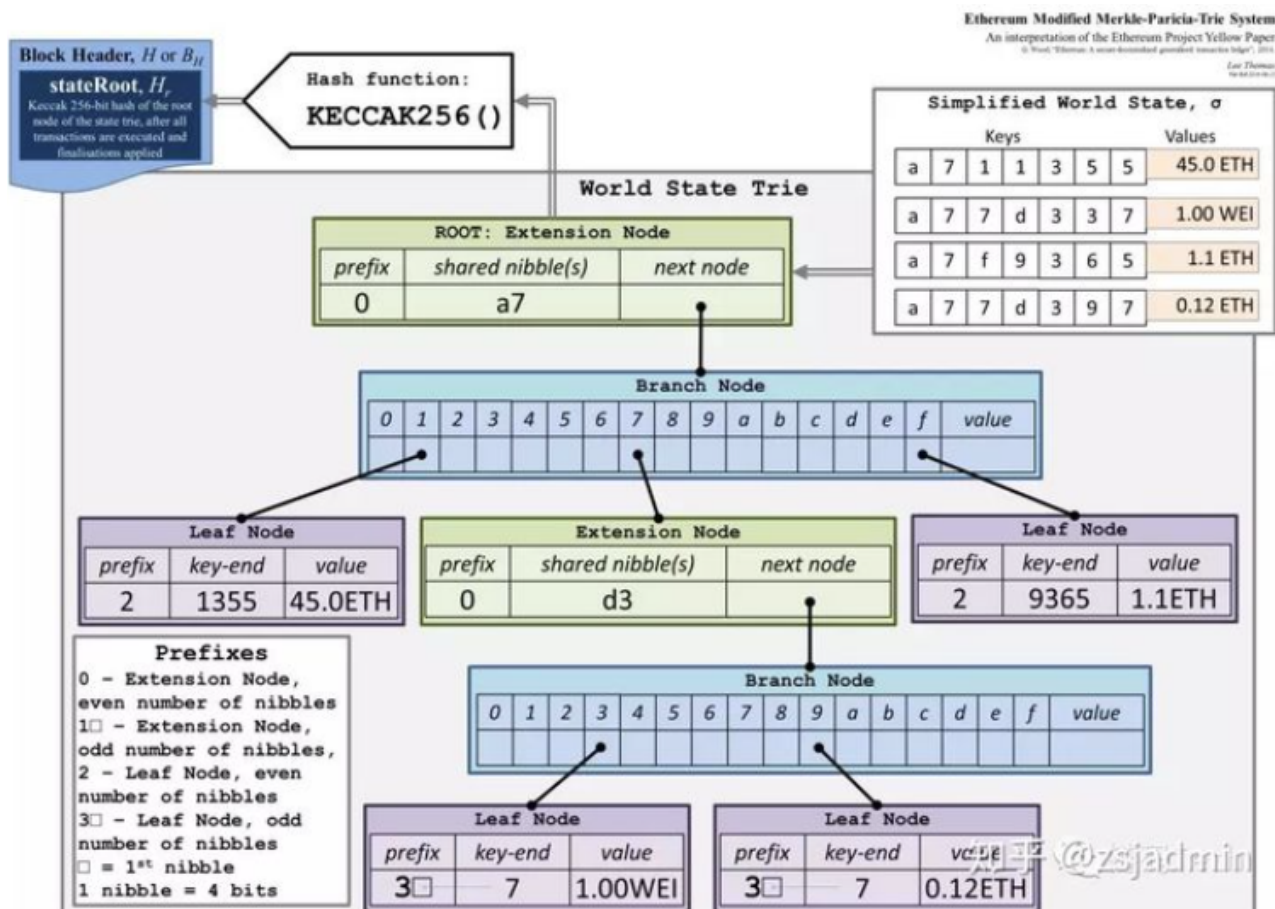 Ethereum Modified Merkle-Paricia-Trie System
An interpretation of the Ethereum Project Yellow Paper
G. Wood, "Ethereum: A secure decentralised generalised transaction ledger", 2014
Lee Thomas
Block Header, H or B_H
stateRoot, H_r
Keccak 256-bit hash of the root
node of the state trie, after all
transactions are executed and
finalisations applied
Hash function:
KECCAK256()
Simplified World State, σ
Keys Values
a 7 1 1 3 5 5 45.0 ETH
a 7 7 d 3 3 7 1.00 WEI
a 7 f 9 3 6 5 1.1 ETH
a 7 7 d 3 9 7 0.12 ETH
World State Trie
ROOT: Extension Node
prefix shared nibble(s) next node
0 a7
Branch Node
0 1 2 3 4 5 6 7 8 9 a b c d e f value
Leaf Node
prefix key-end value
2 1355 45.0ETH
Extension Node
prefix shared nibble(s) next node
0 d3
Leaf Node
prefix key-end value
2 9365 1.1ETH
Prefixes
0 - Extension Node,
even number of nibbles
1□ - Extension Node,
odd number of nibbles,
2 - Leaf Node, even
number of nibbles
3□ - Leaf Node, odd
number of nibbles
□ = 1st nibble
1 nibble = 4 bits
Branch Node
0 1 2 3 4 5 6 7 8 9 a b c d e f value
Leaf Node
prefix key-end value
3□ 7 1.00WEI
Leaf Node
prefix key-end value
3□ 7 0.12ETH
知乎 @zsjadmin